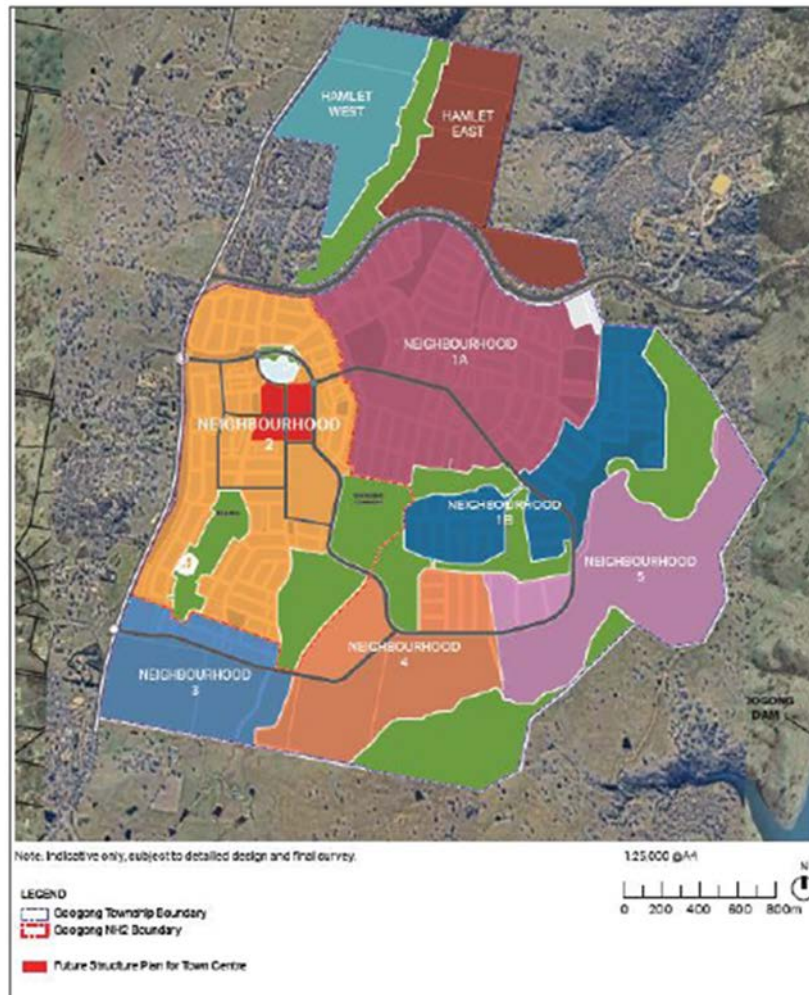 HAMLET
WEST
HAMLET
EAST
NEIGHBOURHOOD
1A
NEIGHBOURHOOD
2
NEIGHBOURHOOD
1B
NEIGHBOURHOOD
5
NEIGHBOURHOOD
4
NEIGHBOURHOOD
3
DAM
Note: Indicative only, subject to detailed design and final survey.
1:25,000 @A4
N
0 200 400 600 800m
LEGEND
Googong Township Boundary
Googong NH2 Boundary
Future Structure Plan for Town Centre